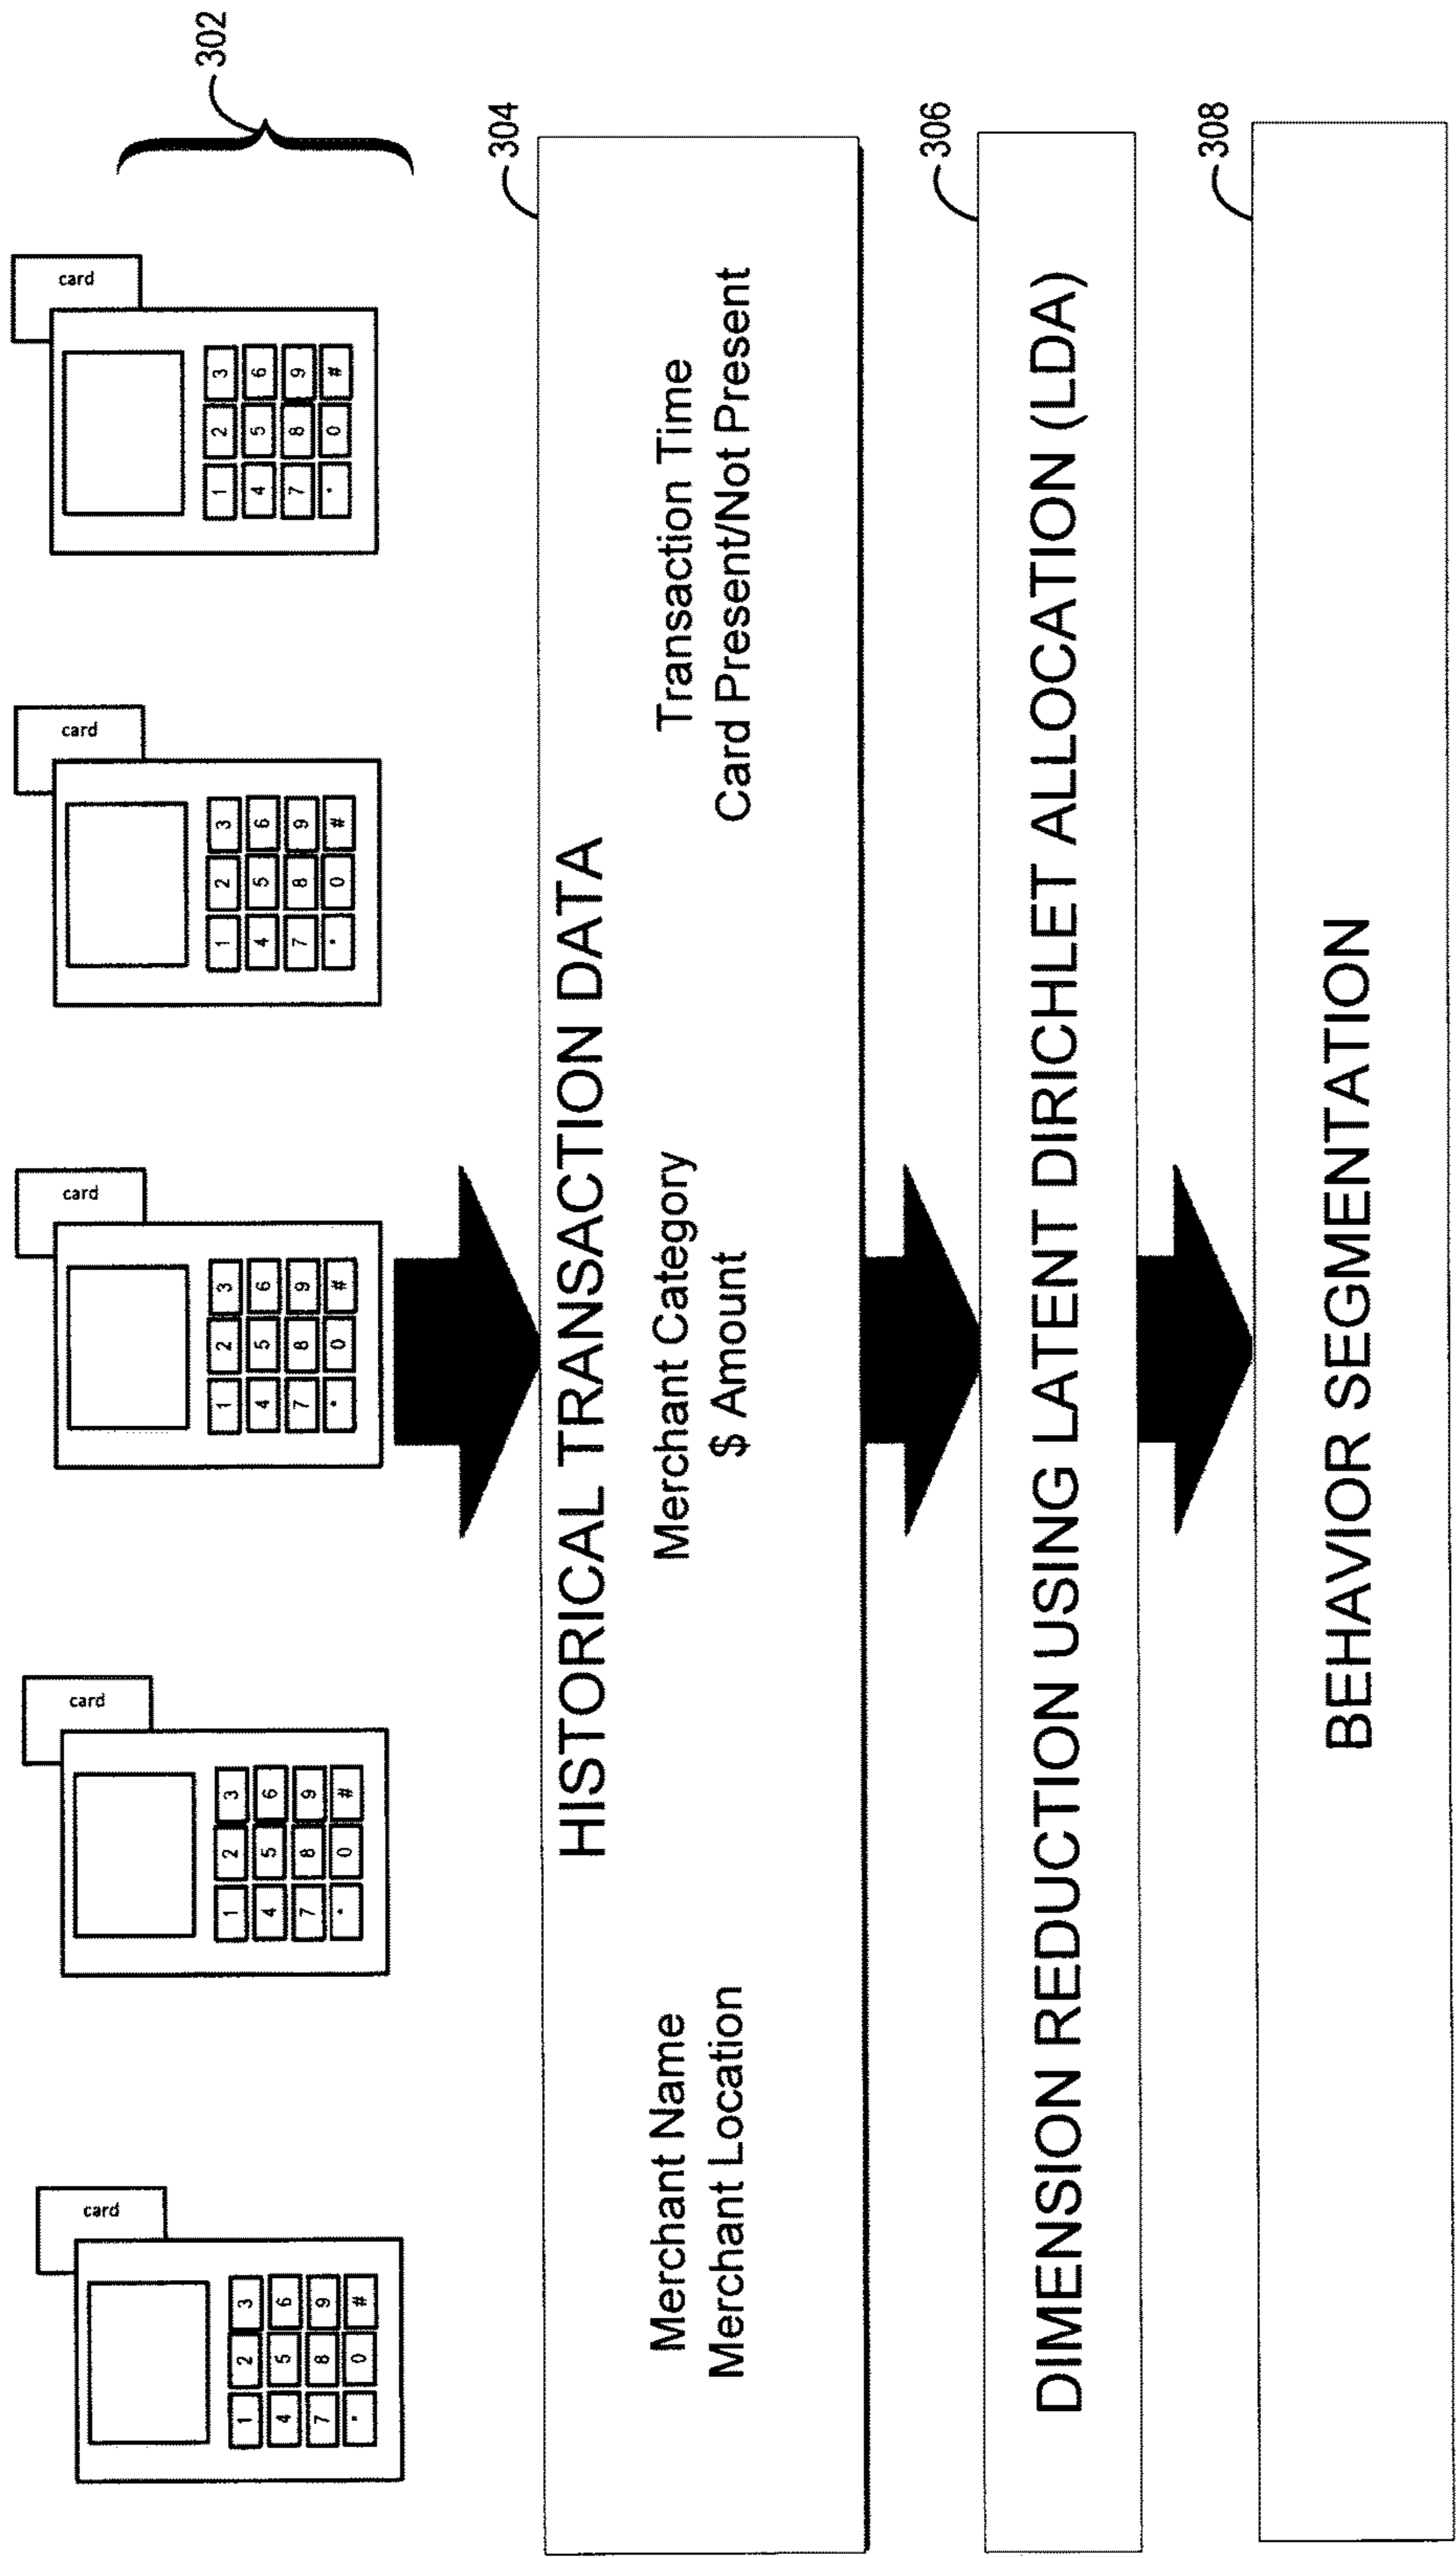 card
1 2 3
4 5 6
7 8 9
* 0 #
card
1 2 3
4 5 6
7 8 9
* 0 #
card
1 2 3
4 5 6
7 8 9
* 0 #
card
1 2 3
4 5 6
7 8 9
* 0 #
card
1 2 3
4 5 6
7 8 9
* 0 #
302
304
HISTORICAL TRANSACTION DATA
Merchant Name
Merchant Location
Merchant Category
$ Amount
Transaction Time
Card Present/Not Present
306
DIMENSION REDUCTION USING LATENT DIRICHLET ALLOCATION (LDA)
308
BEHAVIOR SEGMENTATION